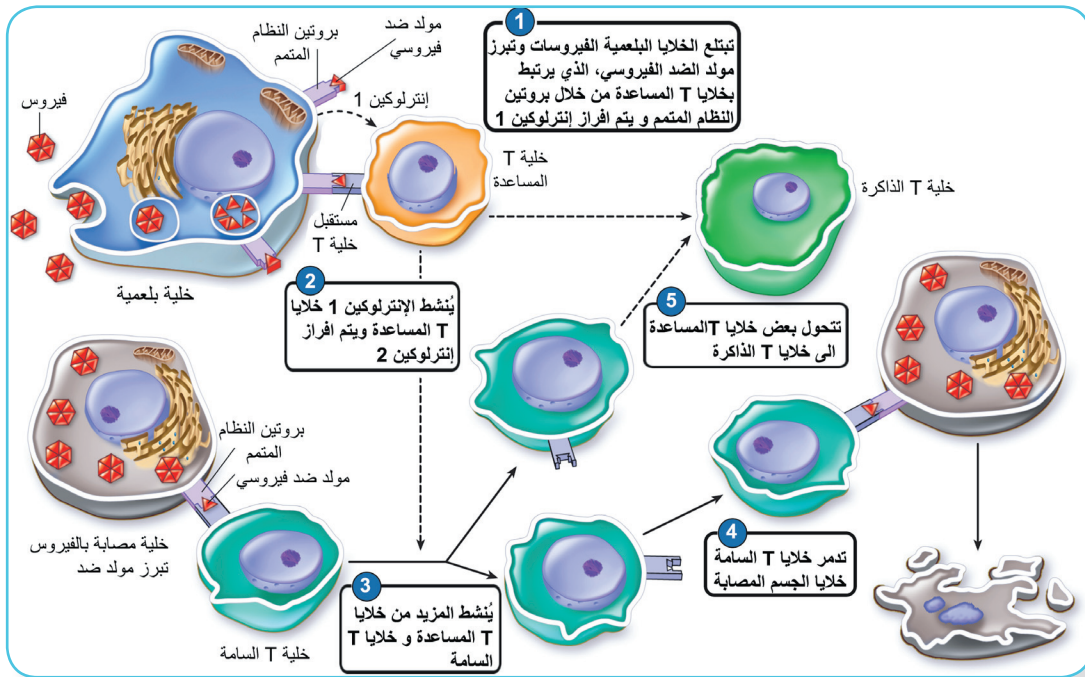 1
تبتلع الخلايا البلعمية الفيروسات وتبرز
مولد الضد الفيروسي، الذي يرتبط
بخلايا T المساعدة من خلال بروتين
النظام المتمم و يتم افراز إنترلوكين 1
مولد ضد
فيروسي
بروتين النظام
المتمم
فيروس
إنترلوكين 1
خلية T
المساعدة
خلية T الذاكرة
مستقبل
خلية T
خلية بلعمية
2
يُنشط الإنترلوكين 1 خلايا
T المساعدة ويتم افراز
إنترلوكين 2
5
تتحول بعض خلايا Tالمساعدة
الى خلايا T الذاكرة
بروتين النظام
المتمم
مولد ضد فيروسي
خلية مصابة بالفيروس
تبرز مولد ضد
خلية T السامة
3
يُنشط المزيد من خلايا
T المساعدة و خلايا T
السامة
4
تدمر خلايا T السامة
خلايا الجسم المصابة